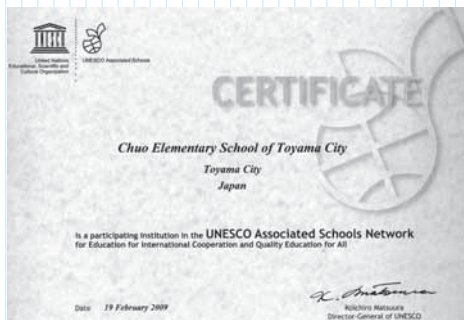 United Nations
Educational, Scientific and
Cultural Organization
UNESCO Associated Schools
CERTIFICATE
Chuo Elementary School of Toyama City
Toyama City
Japan
is a participating institution in the UNESCO Associated Schools Network
for Education for International Cooperation and Quality Education for All
Date 19 February 2009
K. Matsuura
Koïchiro Matsuura
Director-General of UNESCO